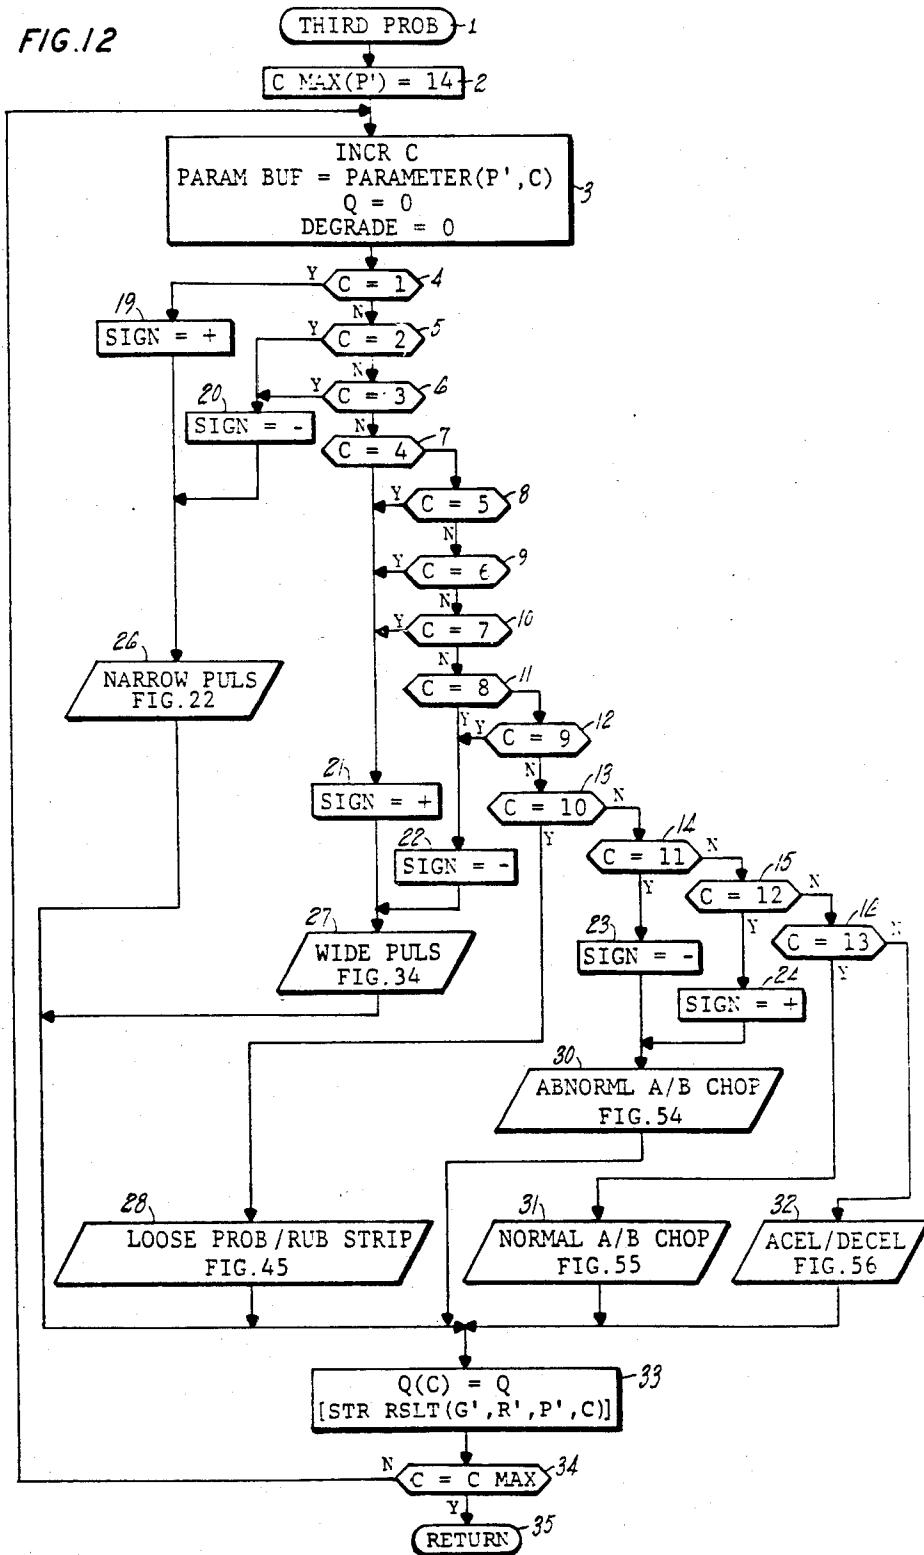 FIG.12
THIRD PROB 1
C MAX(P') = 14 2
INCR C
PARAM BUF = PARAMETER(P',C)
Q = 0
DEGRADE = 0
3
Y C = 1 4
N
19
SIGN = +
Y C = 2 5
N
Y C = 3 6
N
20
SIGN = -
C = 4 7
Y C = 5 8
N
Y C = 6 9
N
Y C = 7 10
N
C = 8 11
Y
Y C = 9 12
N
26
NARROW PULS
FIG.22
21
SIGN = +
C = 10 13
N
Y
22
SIGN = -
C = 11 14
N
Y
C = 12 15
N
Y
C = 13 16
N
Y
27
WIDE PULS
FIG.34
23
SIGN = -
24
SIGN = +
30
ABNORML A/B CHOP
FIG.54
28
LOOSE PROB/RUB STRIP
FIG.45
31
NORMAL A/B CHOP
FIG.55
32
ACEL/DECEL
FIG.56
Q(C) = Q
[STR RSLT(G',R',P',C)]
33
N C = C MAX 34
Y
RETURN 35